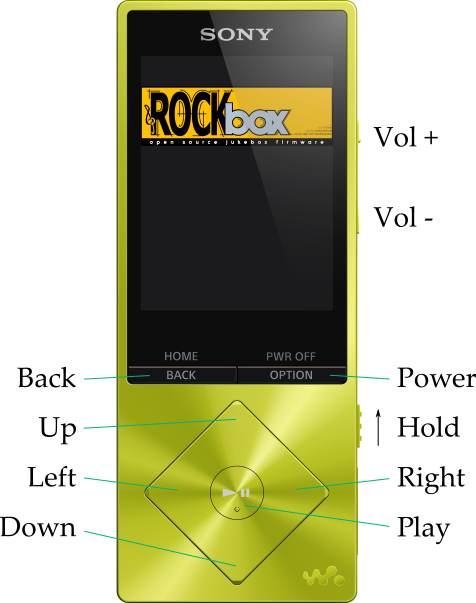 SONY
ROCKbox
open source jukebox firmware
Vol +
Vol -
HOME PWR OFF
Back BACK OPTION Power
Up Hold
Left Right
Down Play